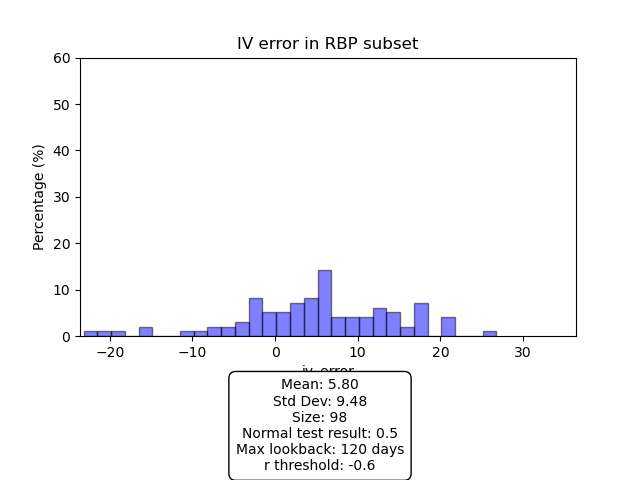 IV error in RBP subset
60
50
40
30
20
10
0
Percentage (%)
−20 −10 0 10 20 30
iv_error
Mean: 5.80
Std Dev: 9.48
Size: 98
Normal test result: 0.5
Max lookback: 120 days
r threshold: -0.6